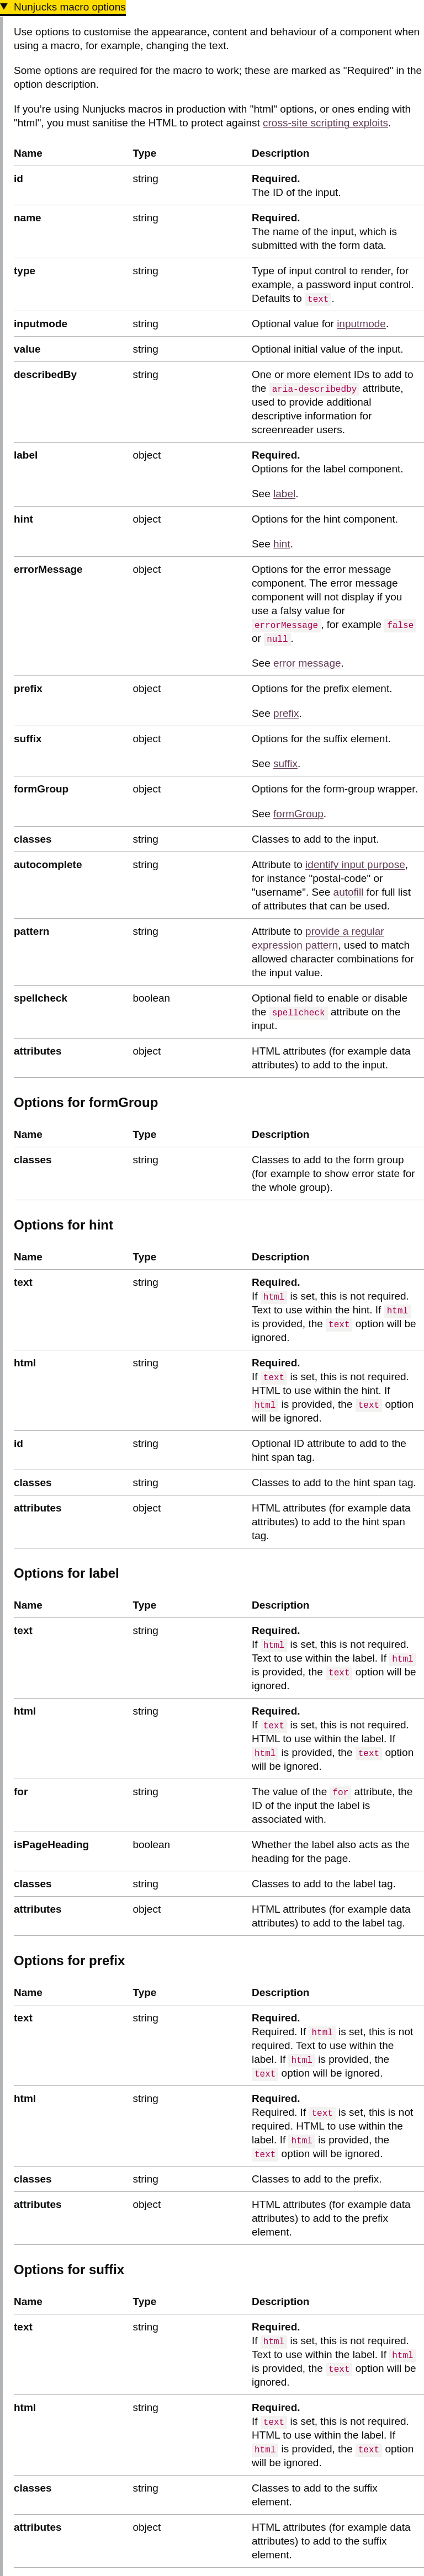 ▼ Nunjucks macro options
Use options to customise the appearance, content and behaviour of a component when
using a macro, for example, changing the text.
Some options are required for the macro to work; these are marked as "Required" in the
option description.
If you're using Nunjucks macros in production with "html" options, or ones ending with
"html", you must sanitise the HTML to protect against cross-site scripting exploits.
Name Type Description
id string Required.
The ID of the input.
name string Required.
The name of the input, which is
submitted with the form data.
type string Type of input control to render, for
example, a password input control.
Defaults to text.
inputmode string Optional value for inputmode.
value string Optional initial value of the input.
describedBy string One or more element IDs to add to
the aria-describedby attribute,
used to provide additional
descriptive information for
screenreader users.
label object Required.
Options for the label component.
See label.
hint object Options for the hint component.
See hint.
errorMessage object Options for the error message
component. The error message
component will not display if you
use a falsy value for
errorMessage, for example false
or null.
See error message.
prefix object Options for the prefix element.
See prefix.
suffix object Options for the suffix element.
See suffix.
formGroup object Options for the form-group wrapper.
See formGroup.
classes string Classes to add to the input.
autocomplete string Attribute to identify input purpose,
for instance "postal-code" or
"username". See autofill for full list
of attributes that can be used.
pattern string Attribute to provide a regular
expression pattern, used to match
allowed character combinations for
the input value.
spellcheck boolean Optional field to enable or disable
the spellcheck attribute on the
input.
attributes object HTML attributes (for example data
attributes) to add to the input.
Options for formGroup
Name Type Description
classes string Classes to add to the form group
(for example to show error state for
the whole group).
Options for hint
Name Type Description
text string Required.
If html is set, this is not required.
Text to use within the hint. If html
is provided, the text option will be
ignored.
html string Required.
If text is set, this is not required.
HTML to use within the hint. If
html is provided, the text option
will be ignored.
id string Optional ID attribute to add to the
hint span tag.
classes string Classes to add to the hint span tag.
attributes object HTML attributes (for example data
attributes) to add to the hint span
tag.
Options for label
Name Type Description
text string Required.
If html is set, this is not required.
Text to use within the label. If html
is provided, the text option will be
ignored.
html string Required.
If text is set, this is not required.
HTML to use within the label. If
html is provided, the text option
will be ignored.
for string The value of the for attribute, the
ID of the input the label is
associated with.
isPageHeading boolean Whether the label also acts as the
heading for the page.
classes string Classes to add to the label tag.
attributes object HTML attributes (for example data
attributes) to add to the label tag.
Options for prefix
Name Type Description
text string Required.
Required. If html is set, this is not
required. Text to use within the
label. If html is provided, the
text option will be ignored.
html string Required.
Required. If text is set, this is not
required. HTML to use within the
label. If html is provided, the
text option will be ignored.
classes string Classes to add to the prefix.
attributes object HTML attributes (for example data
attributes) to add to the prefix
element.
Options for suffix
Name Type Description
text string Required.
If html is set, this is not required.
Text to use within the label. If html
is provided, the text option will be
ignored.
html string Required.
If text is set, this is not required.
HTML to use within the label. If
html is provided, the text option
will be ignored.
classes string Classes to add to the suffix
element.
attributes object HTML attributes (for example data
attributes) to add to the suffix
element.